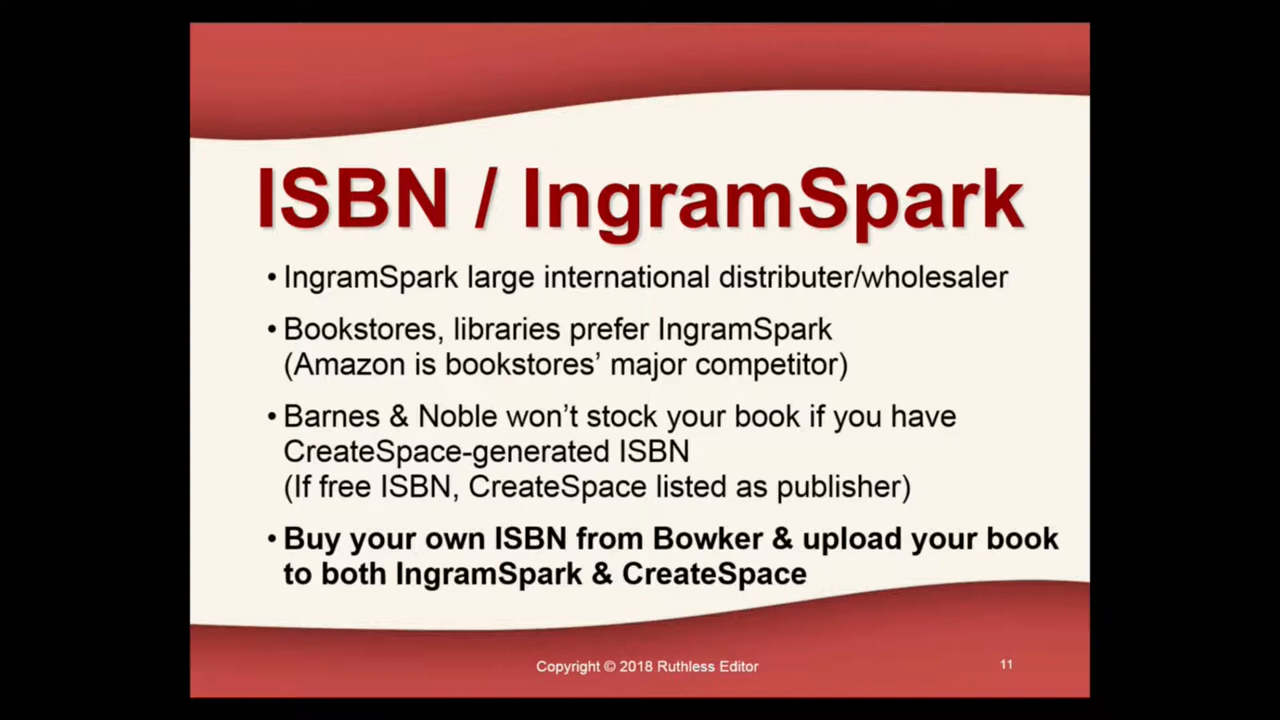 ISBN / IngramSpark
• IngramSpark large international distributer/wholesaler
• Bookstores, libraries prefer IngramSpark
(Amazon is bookstores’ major competitor)
• Barnes & Noble won’t stock your book if you have
CreateSpace-generated ISBN
(If free ISBN, CreateSpace listed as publisher)
• Buy your own ISBN from Bowker & upload your book
to both IngramSpark & CreateSpace
Copyright © 2018 Ruthless Editor
11